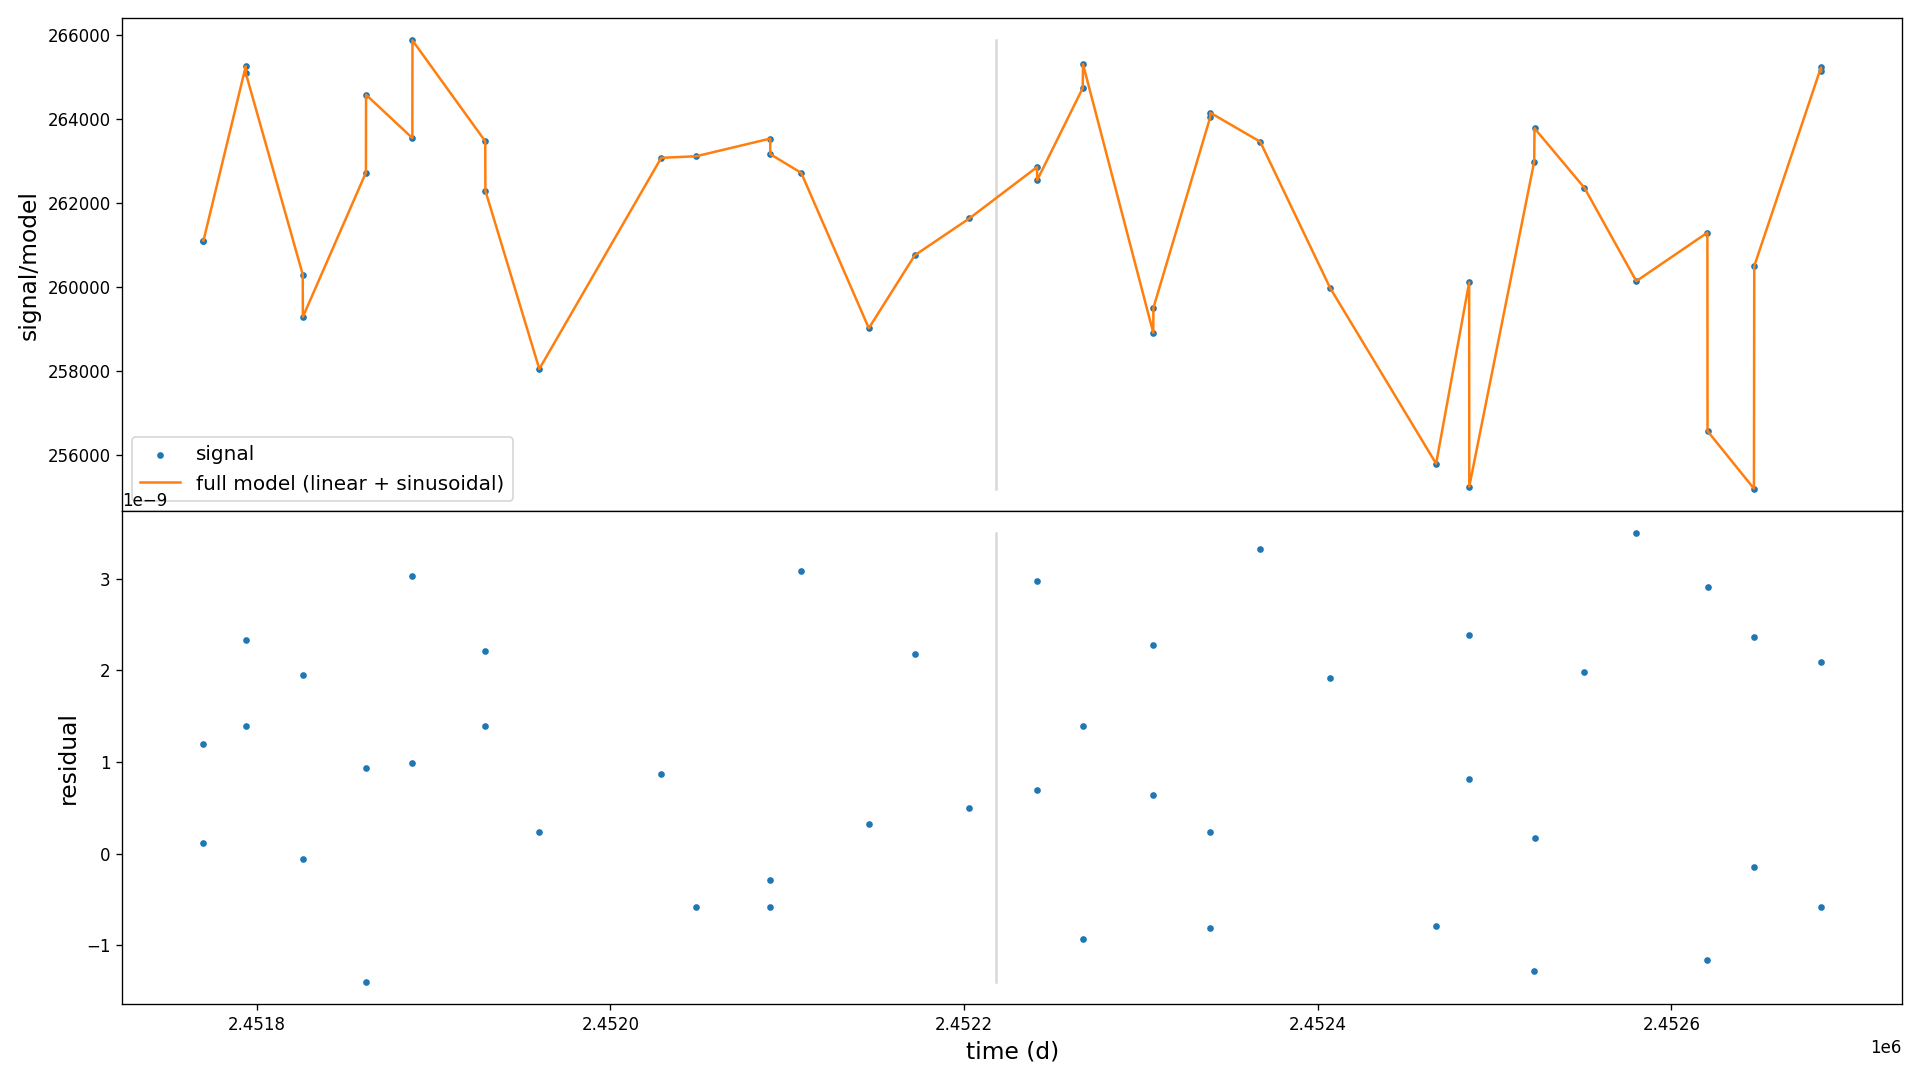 266000
264000
262000
260000
258000
256000
signal/model
signal
full model (linear + sinusoidal)
1e−9
3
2
1
0
−1
residual
2.4518
2.4520
2.4522
2.4524
2.4526
time (d)
1e6